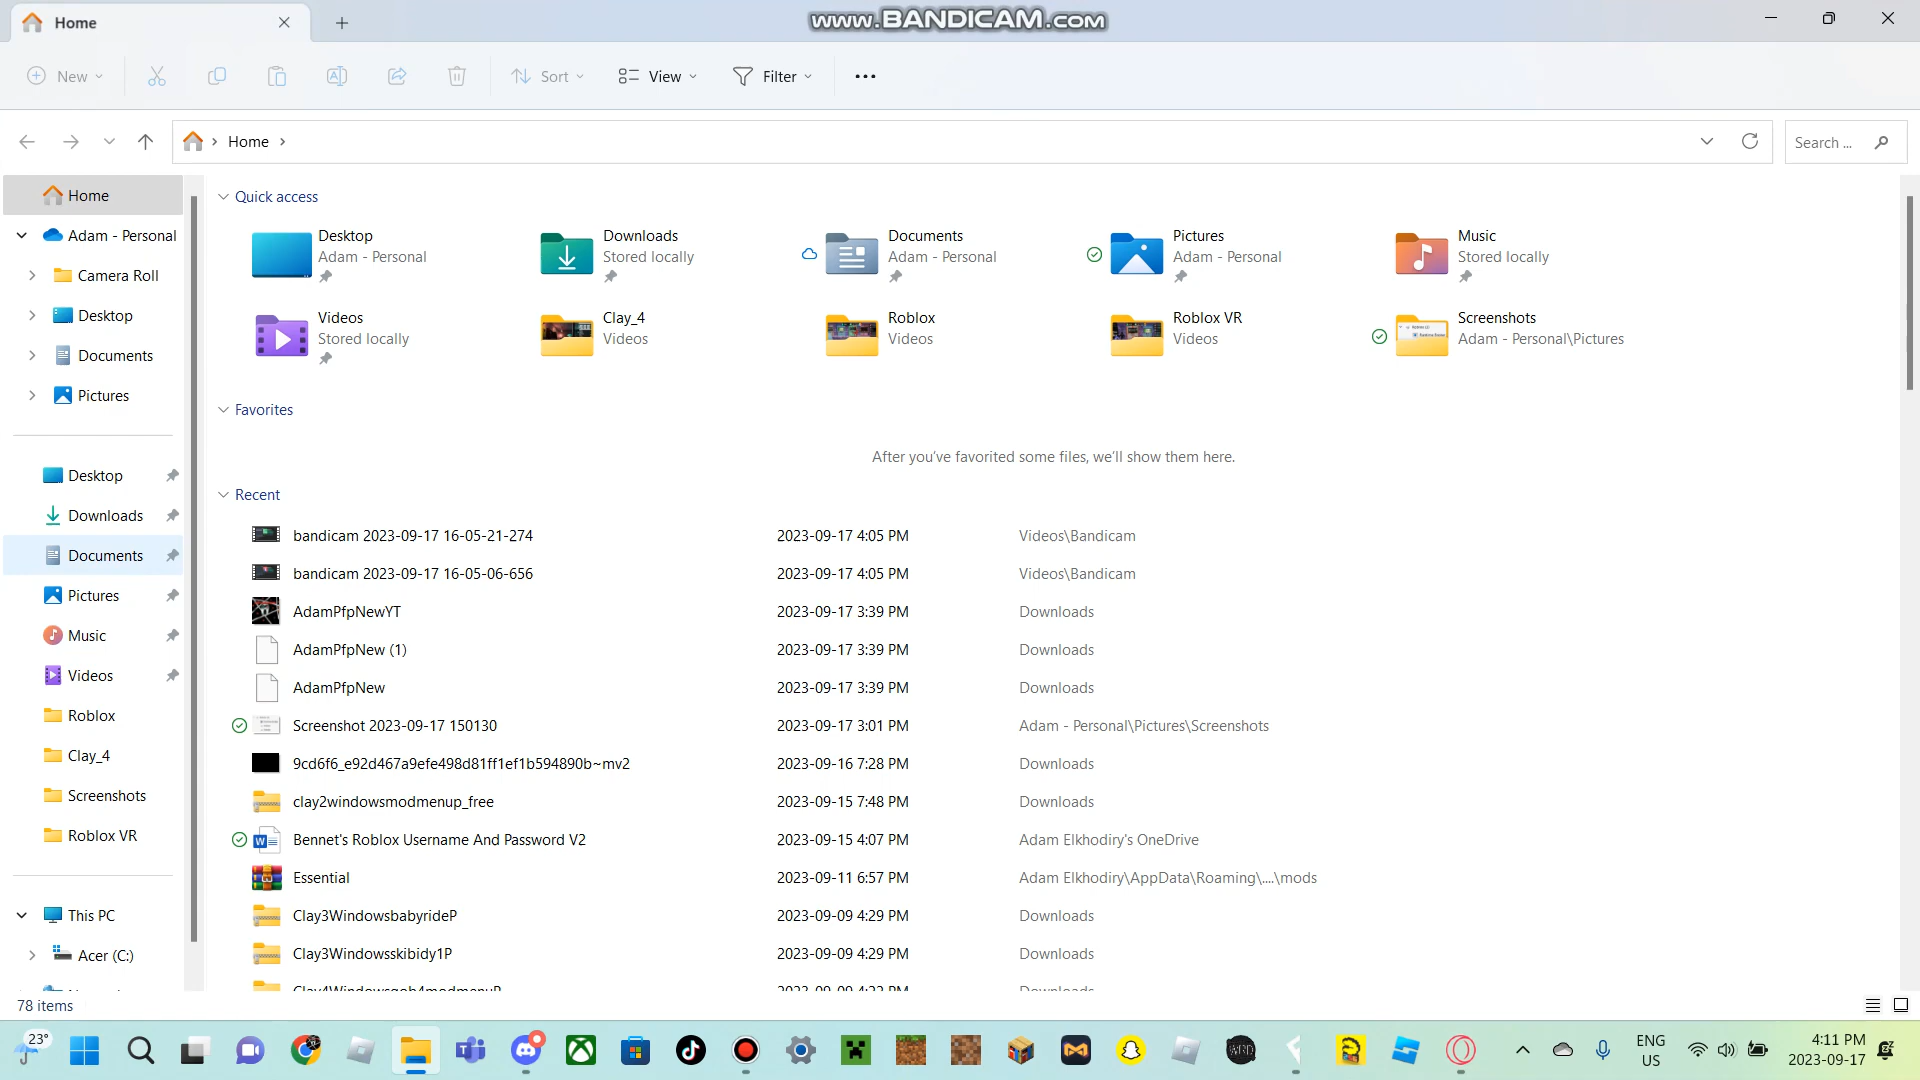 Home
www.BANDICAM.com
New
Sort
View
Filter
Home
Search ...
Home
Adam - Personal
Camera Roll
Desktop
Documents
Pictures
Desktop
Downloads
Documents
Pictures
Music
Videos
Roblox
Clay_4
Screenshots
Roblox VR
This PC
Acer (C:)
Quick access
Desktop
Adam - Personal
Downloads
Stored locally
Documents
Adam - Personal
Pictures
Adam - Personal
Music
Stored locally
Videos
Stored locally
Clay_4
Videos
Roblox
Videos
Roblox VR
Videos
Screenshots
Adam - Personal\Pictures
Favorites
After you've favorited some files, we'll show them here.
Recent
bandicam 2023-09-17 16-05-21-274 2023-09-17 4:05 PM Videos\Bandicam
bandicam 2023-09-17 16-05-06-656 2023-09-17 4:05 PM Videos\Bandicam
AdamPfpNewYT 2023-09-17 3:39 PM Downloads
AdamPfpNew (1) 2023-09-17 3:39 PM Downloads
AdamPfpNew 2023-09-17 3:39 PM Downloads
Screenshot 2023-09-17 150130 2023-09-17 3:01 PM Adam - Personal\Pictures\Screenshots
9cd6f6_e92d467a9efe498d81ff1ef1b594890b~mv2 2023-09-16 7:28 PM Downloads
clay2windowsmodmenup_free 2023-09-15 7:48 PM Downloads
Bennet's Roblox Username And Password V2 2023-09-15 4:07 PM Adam Elkhodiry's OneDrive
Essential 2023-09-11 6:57 PM Adam Elkhodiry\AppData\Roaming\....\mods
Clay3WindowsbabyrideP 2023-09-09 4:29 PM Downloads
Clay3Windowsskibidy1P 2023-09-09 4:29 PM Downloads
78 items
23°
ENG
US
4:11 PM
2023-09-17